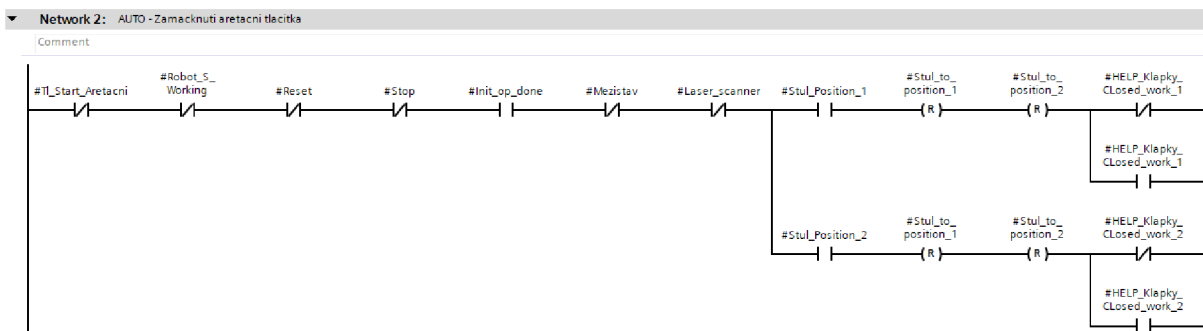 Network 2: AUTO - Zamacknuti aretacni tlacitka
Comment
#Tl_Start_Aretacni
#Robot_S_
Working
#Reset
#Stop
#Init_op_done
#Mezistav
#Laser_scanner
#Stul_Position_1
#Stul_to_
position_1
R
#Stul_to_
position_2
R
#HELP_Klapky_
CLosed_work_1
#HELP_Klapky_
CLosed_work_1
#Stul_Position_2
#Stul_to_
position_1
R
#Stul_to_
position_2
R
#HELP_Klapky_
CLosed_work_2
#HELP_Klapky_
CLosed_work_2